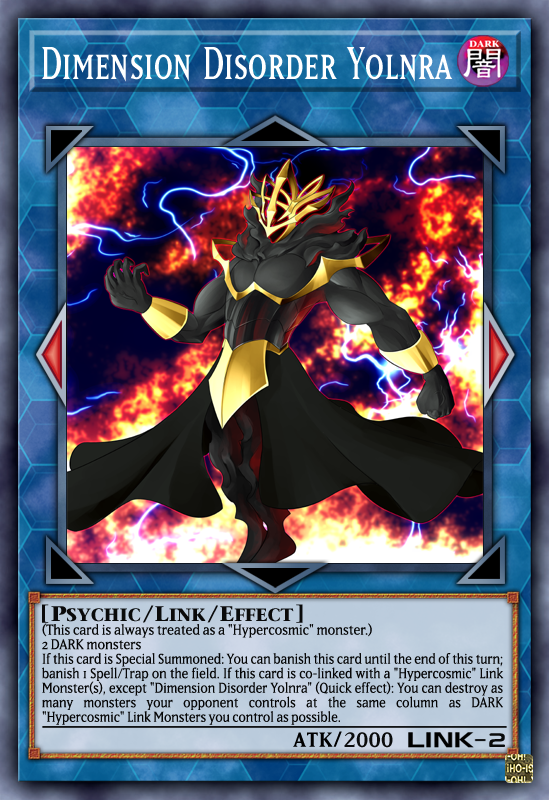 DIMENSION DISORDER YOLNRA
DARK
闇
[PSYCHIC/LINK/EFFECT]
(This card is always treated as a "Hypercosmic" monster.)
2 DARK monsters
If this card is Special Summoned: You can banish this card until the end of this turn;
banish 1 Spell/Trap on the field. If this card is co-linked with a "Hypercosmic" Link
Monster(s), except "Dimension Disorder Yolnra" (Quick effect): You can destroy as
many monsters your opponent controls at the same column as DARK
"Hypercosmic" Link Monsters you control as possible.
ATK/2000 LINK-2